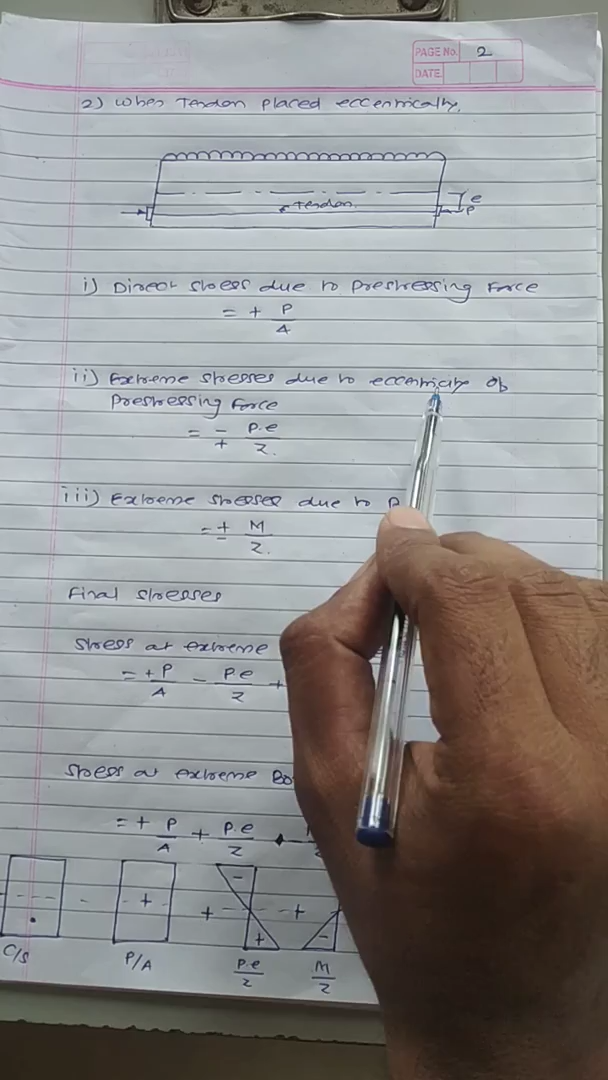 PAGE No. 2
DATE
2) When Tendon placed eccentrically.
e
Tendon
P
i) Direct stress due to prestressing Force
= + P/A
ii) Extreme stresses due to eccentricity of
prestressing Force
= -/+ P.e/Z
iii) Extreme stresses due to
= ± M/Z.
Final stresses
stress at extreme
= +P/A - P.e/Z +
stress at extreme Bo
= + P/A + P.e/Z -
- + + - + + -
C/S P/A P.e/Z M/Z